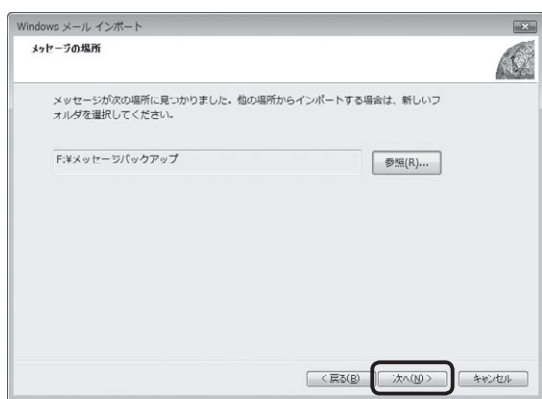 Windows メール インポート
メッセージの場所
メッセージが次の場所に見つかりました。他の場所からインポートする場合は、新しいフ
ォルダを選択してください。
F:¥メッセージバックアップ
参照(R)...
< 戻る(B)
次へ(N) >
キャンセル